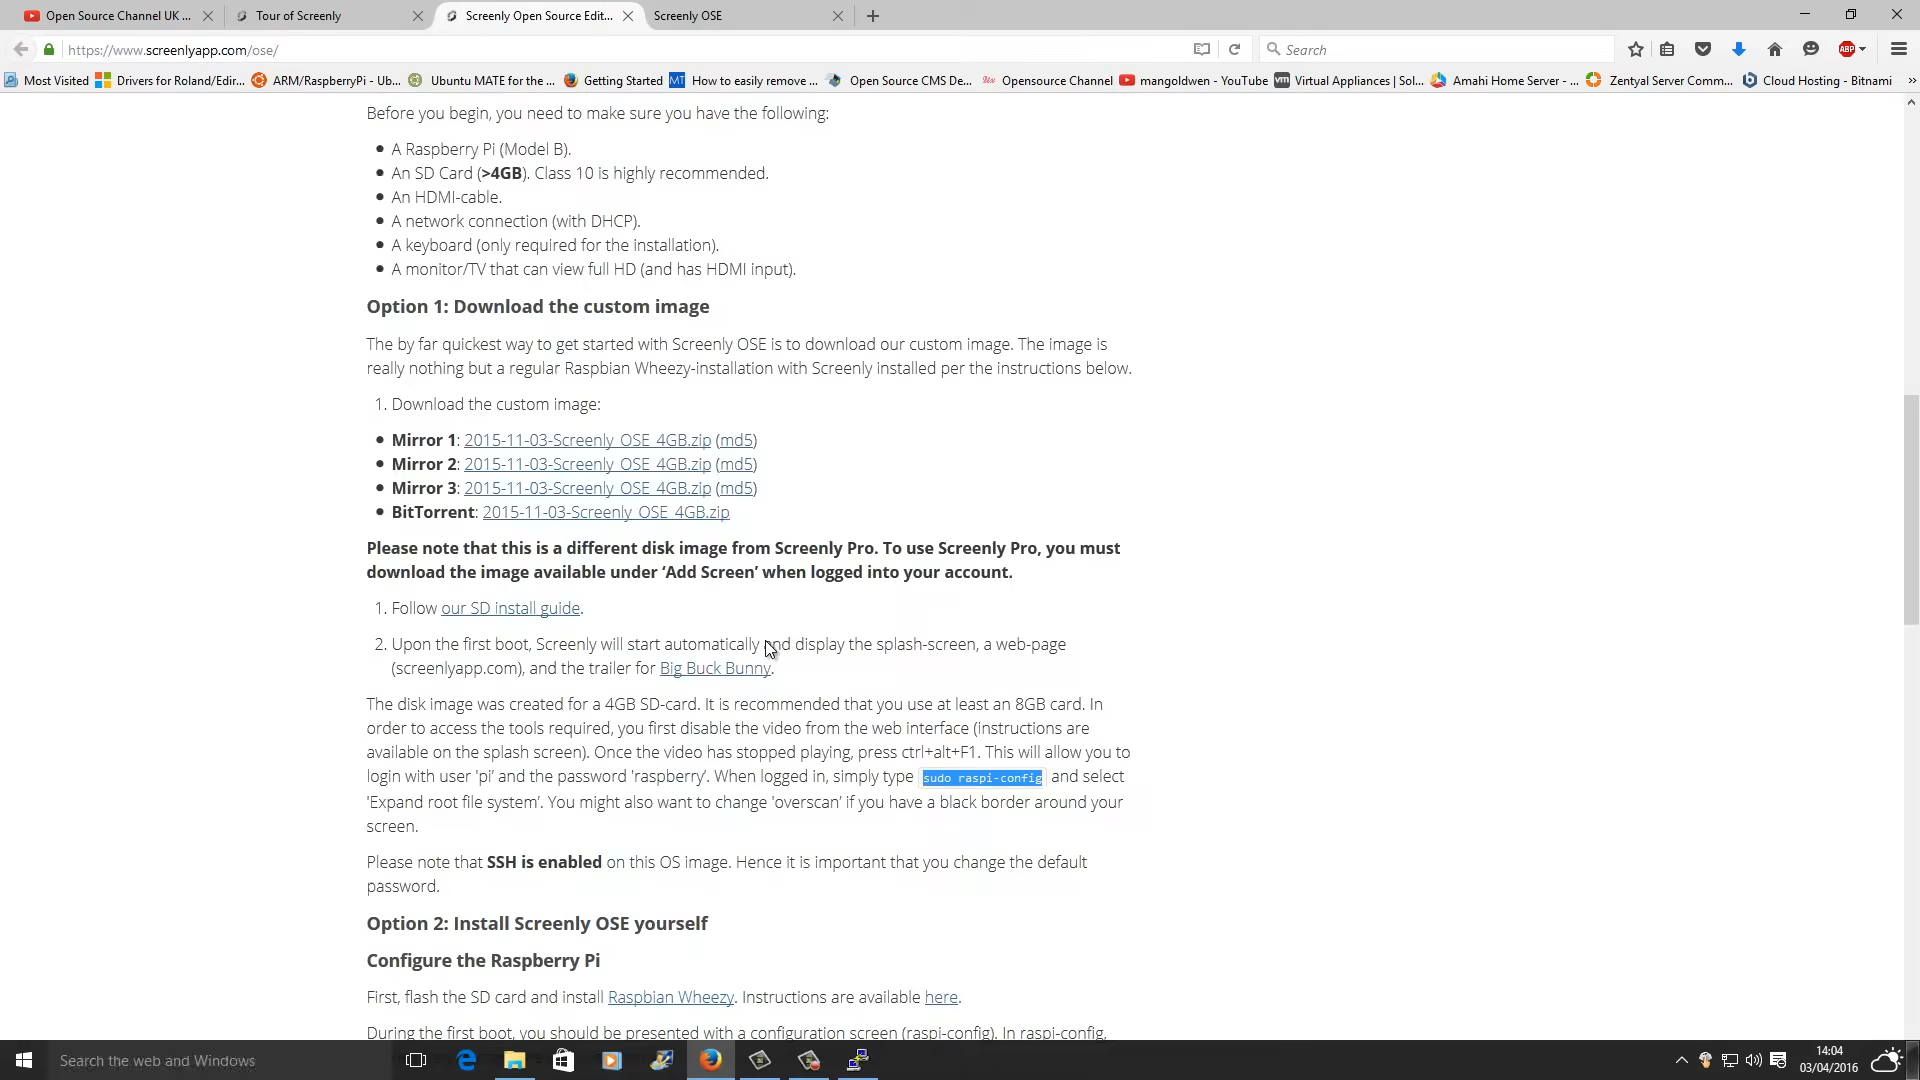 Open Source Channel UK ...
Tour of Screenly
Screenly Open Source Edit...
Screenly OSE
https://www.screenlyapp.com/ose/
Search
ABP
Most Visited
Drivers for Roland/Edir...
ARM/RaspberryPi - Ub...
Ubuntu MATE for the ...
Getting Started
MT
How to easily remove ...
Open Source CMS De...
Opensource Channel
mangoldwen - YouTube
vm
Virtual Appliances | Sol...
Amahi Home Server - ...
Zentyal Server Comm...
Cloud Hosting - Bitnami
Before you begin, you need to make sure you have the following:
• A Raspberry Pi (Model B).
• An SD Card (>4GB). Class 10 is highly recommended.
• An HDMI-cable.
• A network connection (with DHCP).
• A keyboard (only required for the installation).
• A monitor/TV that can view full HD (and has HDMI input).
Option 1: Download the custom image
The by far quickest way to get started with Screenly OSE is to download our custom image. The image is
really nothing but a regular Raspbian Wheezy-installation with Screenly installed per the instructions below.
1. Download the custom image:
• Mirror 1: 2015-11-03-Screenly_OSE_4GB.zip (md5)
• Mirror 2: 2015-11-03-Screenly_OSE_4GB.zip (md5)
• Mirror 3: 2015-11-03-Screenly_OSE_4GB.zip (md5)
• BitTorrent: 2015-11-03-Screenly_OSE_4GB.zip
Please note that this is a different disk image from Screenly Pro. To use Screenly Pro, you must
download the image available under ‘Add Screen’ when logged into your account.
1. Follow our SD install guide.
2. Upon the first boot, Screenly will start automatically and display the splash-screen, a web-page
(screenlyapp.com), and the trailer for Big Buck Bunny.
The disk image was created for a 4GB SD-card. It is recommended that you use at least an 8GB card. In
order to access the tools required, you first disable the video from the web interface (instructions are
available on the splash screen). Once the video has stopped playing, press ctrl+alt+F1. This will allow you to
login with user 'pi’ and the password 'raspberry’. When logged in, simply type sudo raspi-config and select
'Expand root file system’. You might also want to change 'overscan’ if you have a black border around your
screen.
Please note that SSH is enabled on this OS image. Hence it is important that you change the default
password.
Option 2: Install Screenly OSE yourself
Configure the Raspberry Pi
First, flash the SD card and install Raspbian Wheezy. Instructions are available here.
During the first boot, you should be presented with a configuration screen (raspi-config). In raspi-config,
Search the web and Windows
14:04
03/04/2016